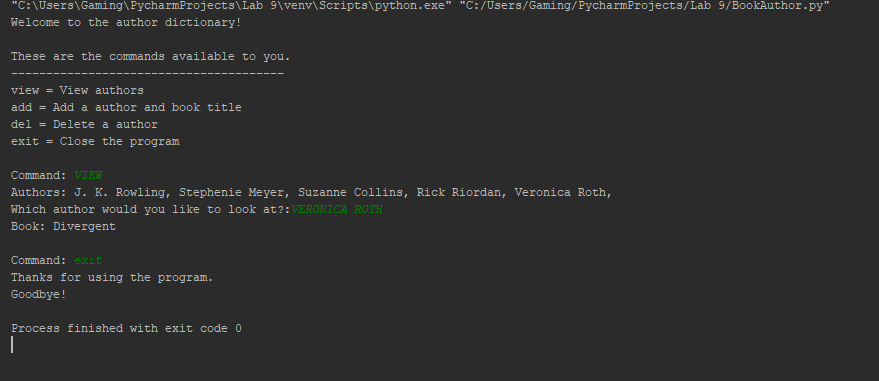 "C:\Users\Gaming\PycharmProjects\Lab 9\venv\Scripts\python.exe" "C:/Users/Gaming/PycharmProjects/Lab 9/BookAuthor.py"
Welcome to the author dictionary!
These are the commands available to you.
---------------------------------------
view = View authors
add = Add a author and book title
del = Delete a author
exit = Close the program
Command: VIEW
Authors: J. K. Rowling, Stephenie Meyer, Suzanne Collins, Rick Riordan, Veronica Roth,
Which author would you like to look at?:VERONICA ROTH
Book: Divergent
Command: exit
Thanks for using the program.
Goodbye!
Process finished with exit code 0